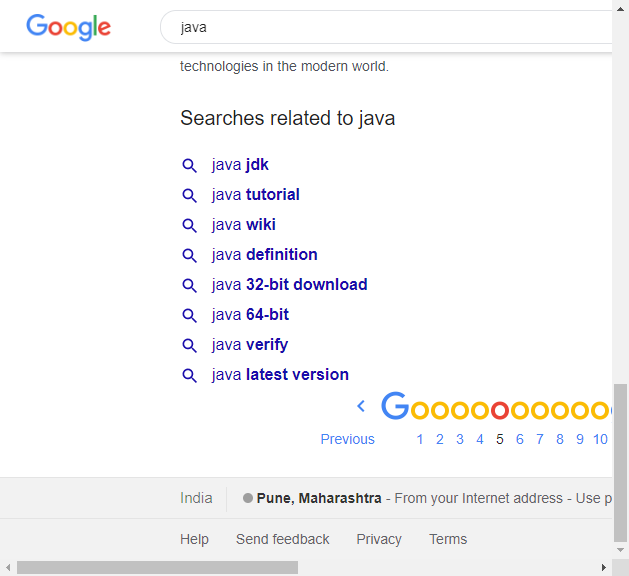 Google
java
technologies in the modern world.
Searches related to java
java jdk
java tutorial
java wiki
java definition
java 32-bit download
java 64-bit
java verify
java latest version
Goooooooooo
Previous 1 2 3 4 5 6 7 8 9 10
India Pune, Maharashtra - From your Internet address - Use
Help Send feedback Privacy Terms